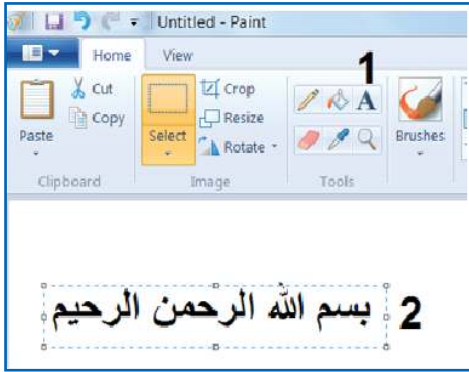 Untitled - Paint
Home View
1
Cut
Copy
Paste
Clipboard
Select
Crop
Resize
Rotate
Image
A
Tools
Brushes
بسم الله الرحمن الرحيم
2